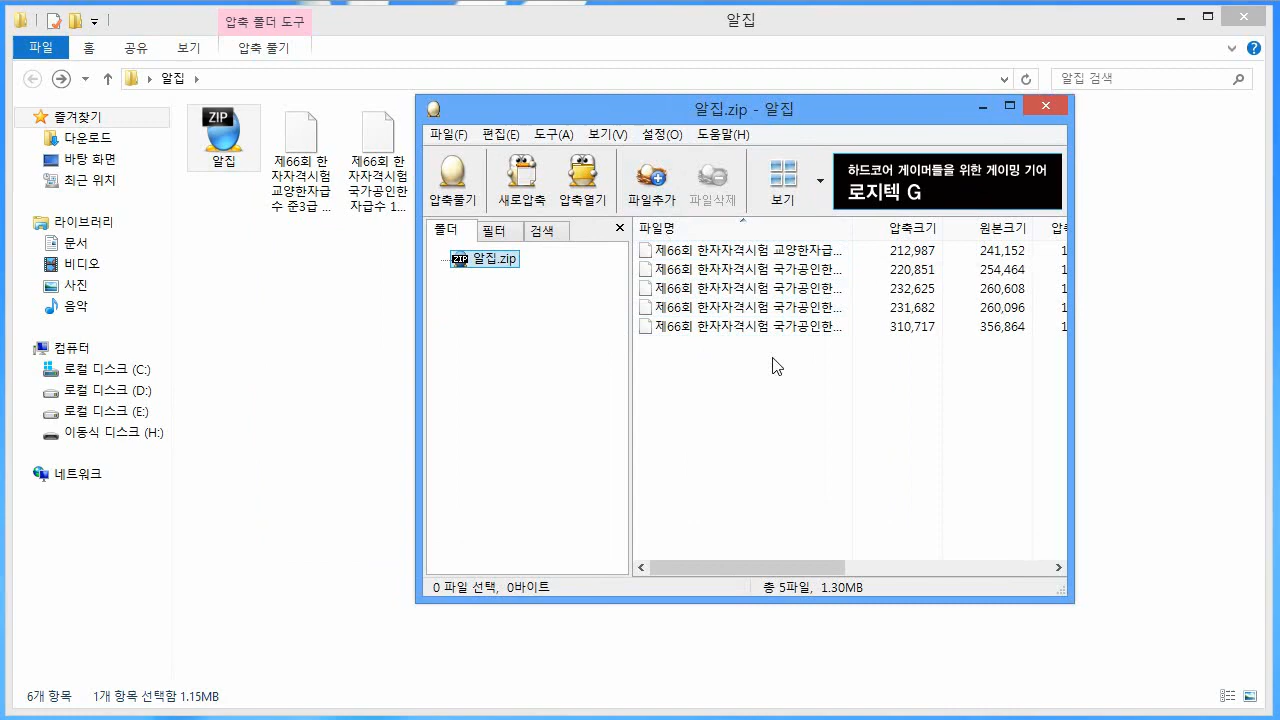 압축 폴더 도구
알집
파일
홈
공유
보기
압축 풀기
알집
알집 검색
즐겨찾기
다운로드
바탕 화면
최근 위치
라이브러리
문서
비디오
사진
음악
컴퓨터
로컬 디스크 (C:)
로컬 디스크 (D:)
로컬 디스크 (E:)
이동식 디스크 (H:)
네트워크
ZIP
알집
제66회 한
자자격시험
교양한자급
수 준3급 ...
제66회 한
자자격시험
국가공인한
자급수 1...
알집.zip - 알집
파일(F)
편집(E)
도구(A)
보기(V)
설정(O)
도움말(H)
압축풀기
새로압축
압축열기
파일추가
파일삭제
보기
하드코어 게이머들을 위한 게이밍 기어
로지텍 G
폴더
필터
검색
ZIP 알집.zip
파일명 압축크기 원본크기 압축
제66회 한자자격시험 교양한자급... 212,987 241,152 1
제66회 한자자격시험 국가공인한... 220,851 254,464 1
제66회 한자자격시험 국가공인한... 232,625 260,608 1
제66회 한자자격시험 국가공인한... 231,682 260,096 1
제66회 한자자격시험 국가공인한... 310,717 356,864 1
0 파일 선택, 0바이트
총 5파일, 1.30MB
6개 항목
1개 항목 선택함 1.15MB